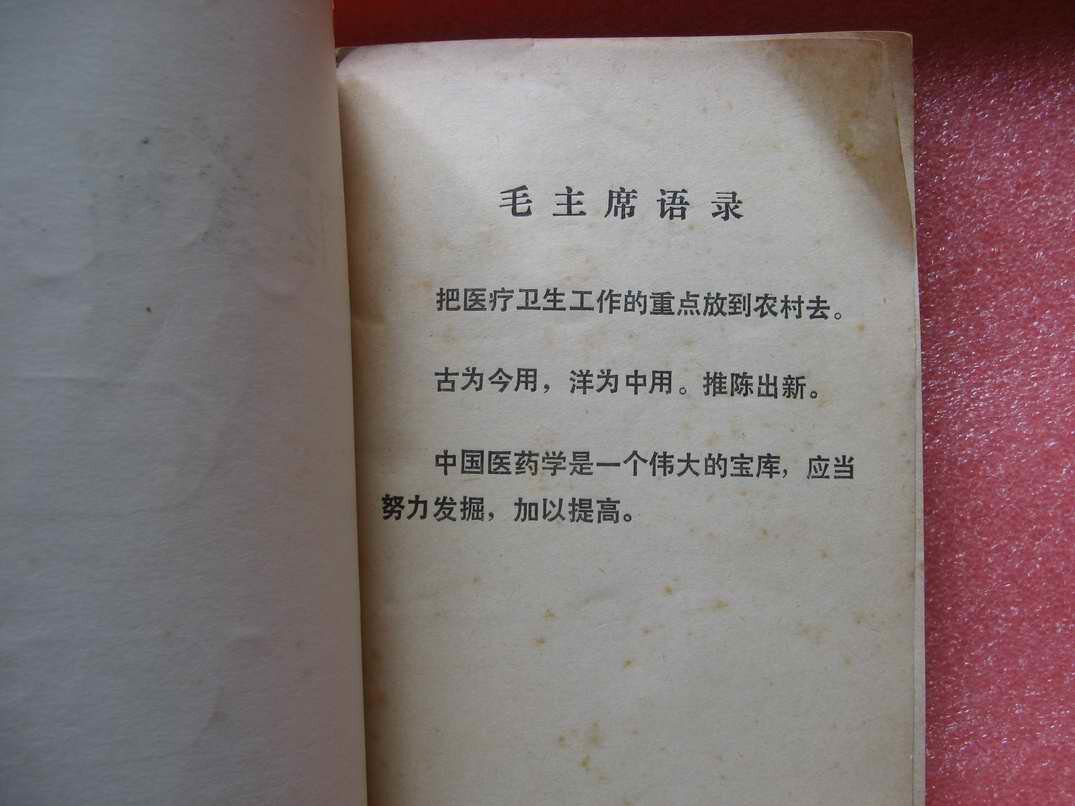 毛主席语录
把医疗卫生工作的重点放到农村去。
古为今用，洋为中用。推陈出新。
中国医药学是一个伟大的宝库，应当
努力发掘，加以提高。